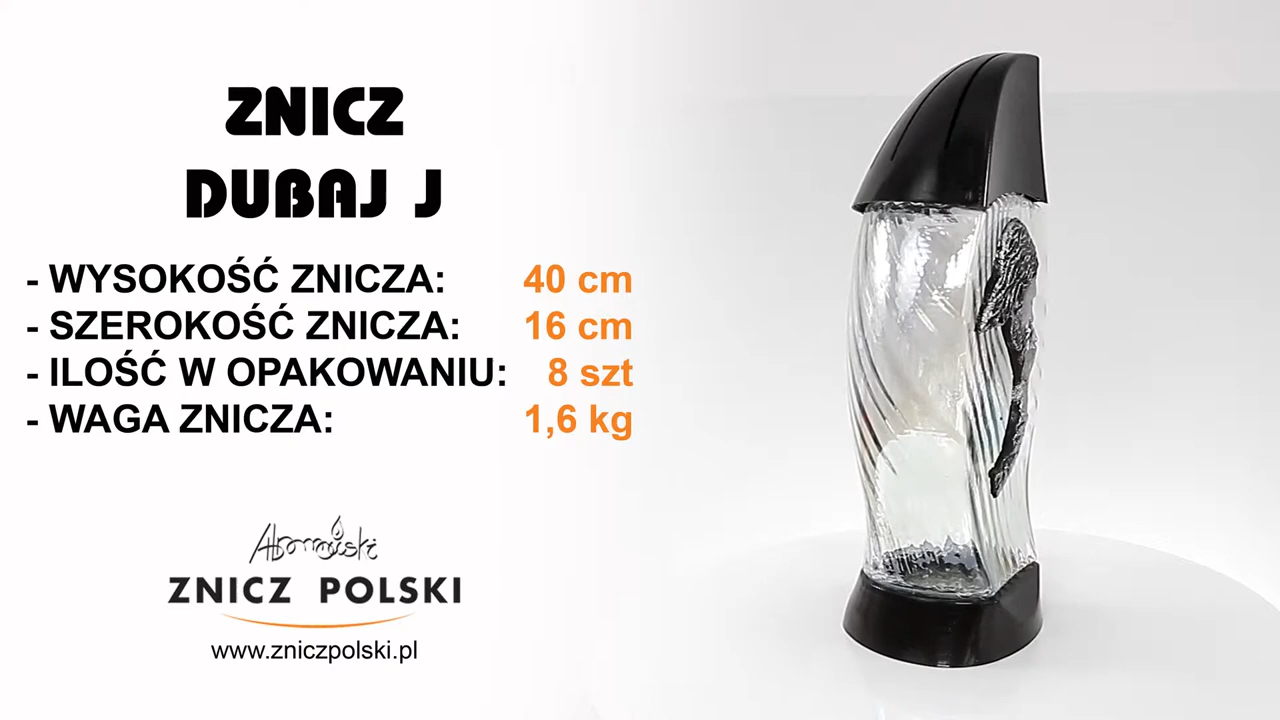 ZNICZ
DUBAJ J
- WYSOKOŚĆ ZNICZA: 40 cm
- SZEROKOŚĆ ZNICZA: 16 cm
- ILOŚĆ W OPAKOWANIU: 8 szt
- WAGA ZNICZA: 1,6 kg
ZNICZ POLSKI
www.zniczpolski.pl